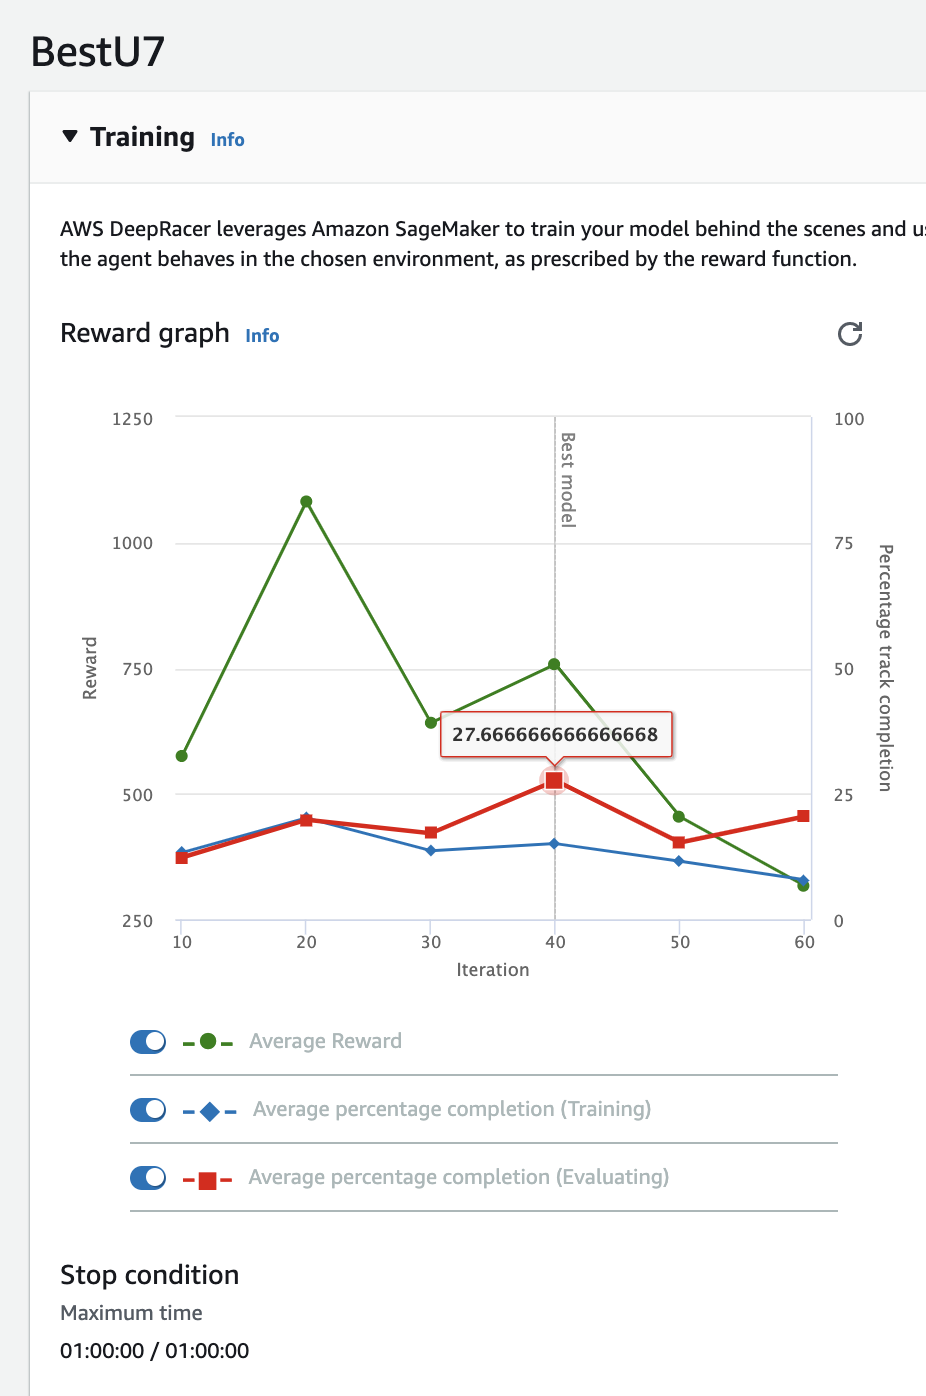 BestU7
Training Info
AWS DeepRacer leverages Amazon SageMaker to train your model behind the scenes and
the agent behaves in the chosen environment, as prescribed by the reward function.
Reward graph Info
1250
1000
750
500
250
Reward
100
75
50
25
0
Percentage track completion
Best model
27.666666666666668
10 20 30 40 50 60
Iteration
Average Reward
Average percentage completion (Training)
Average percentage completion (Evaluating)
Stop condition
Maximum time
01:00:00 / 01:00:00